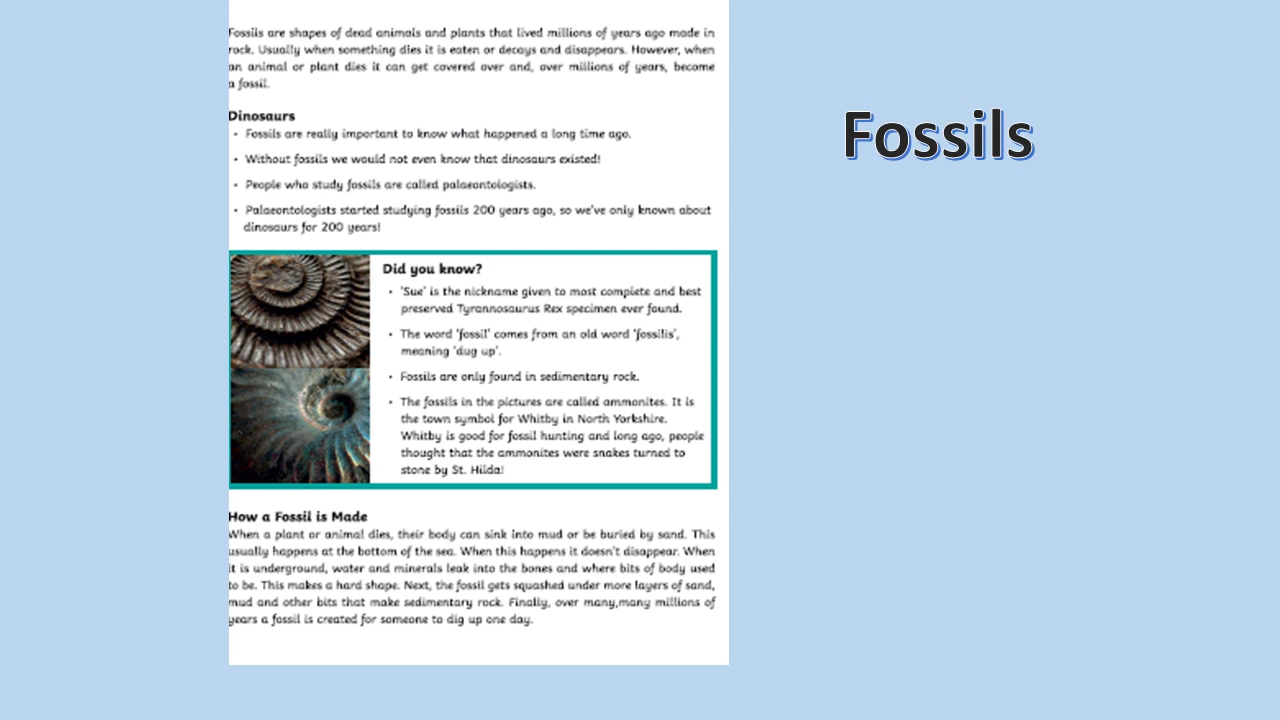 Fossils are shapes of dead animals and plants that lived millions of years ago made in
rock. Usually when something dies it is eaten or decays and disappears. However, when
an animal or plant dies it can get covered over and, over millions of years, become
a fossil.
Dinosaurs
• Fossils are really important to know what happened a long time ago.
• Without fossils we would not even know that dinosaurs existed!
• People who study fossils are called palaeontologists.
• Palaeontologists started studying fossils 200 years ago, so we've only known about
dinosaurs for 200 years!
Did you know?
• 'Sue' is the nickname given to most complete and best
preserved Tyrannosaurus Rex specimen ever found.
• The word 'fossil' comes from an old word 'fossilis',
meaning 'dug up'.
• Fossils are only found in sedimentary rock.
• The fossils in the pictures are called ammonites. It is
the town symbol for Whitby in North Yorkshire.
Whitby is good for fossil hunting and long ago, people
thought that the ammonites were snakes turned to
stone by St. Hilda!
How a Fossil is Made
When a plant or animal dies, their body can sink into mud or be buried by sand. This
usually happens at the bottom of the sea. When this happens it doesn't disappear. When
it is underground, water and minerals leak into the bones and where bits of body used
to be. This makes a hard shape. Next, the fossil gets squashed under more layers of sand,
mud and other bits that make sedimentary rock. Finally, over many,many millions of
years a fossil is created for someone to dig up one day.
Fossils